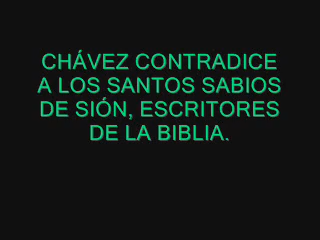 CHÁVEZ CONTRADICE
A LOS SANTOS SABIOS
DE SIÓN, ESCRITORES
DE LA BIBLIA.